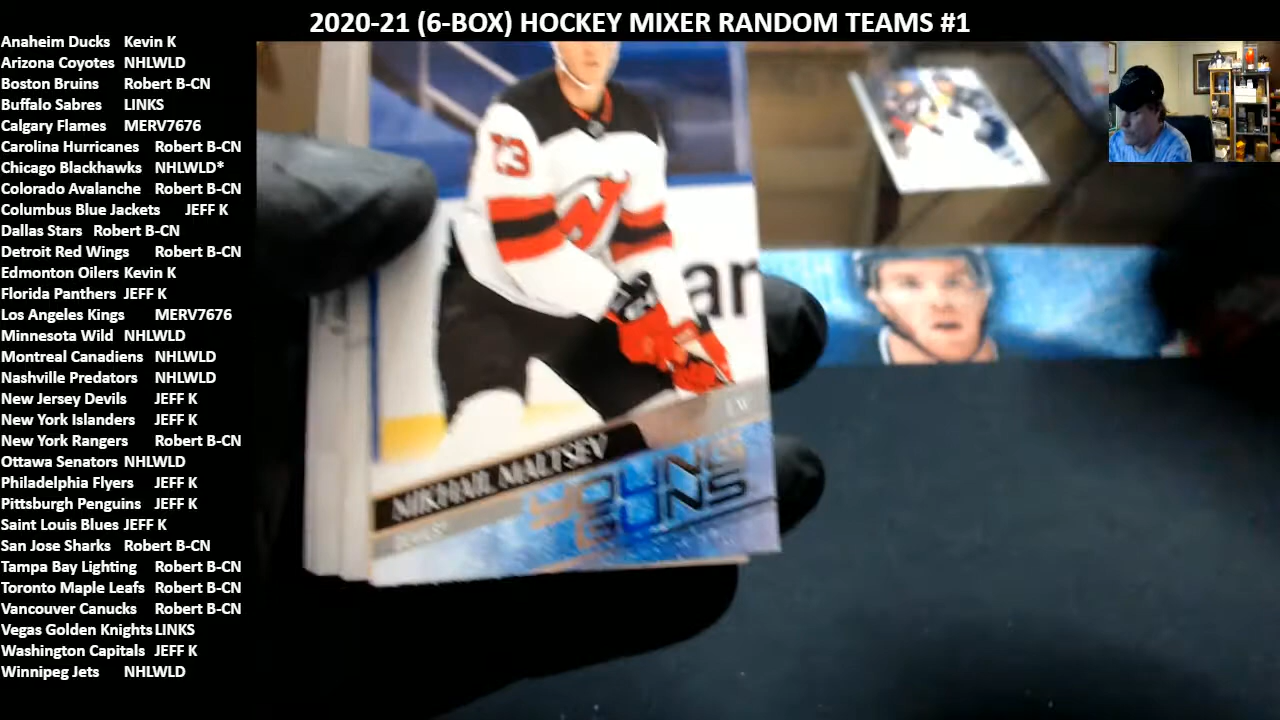 2020-21 (6-BOX) HOCKEY MIXER RANDOM TEAMS #1
Anaheim Ducks Kevin K
Arizona Coyotes NHLWLD
Boston Bruins Robert B-CN
Buffalo Sabres LINKS
Calgary Flames MERV7676
Carolina Hurricanes Robert B-CN
Chicago Blackhawks NHLWLD*
Colorado Avalanche Robert B-CN
Columbus Blue Jackets JEFF K
Dallas Stars Robert B-CN
Detroit Red Wings Robert B-CN
Edmonton Oilers Kevin K
Florida Panthers JEFF K
Los Angeles Kings MERV7676
Minnesota Wild NHLWLD
Montreal Canadiens NHLWLD
Nashville Predators NHLWLD
New Jersey Devils JEFF K
New York Islanders JEFF K
New York Rangers Robert B-CN
Ottawa Senators NHLWLD
Philadelphia Flyers JEFF K
Pittsburgh Penguins JEFF K
Saint Louis Blues JEFF K
San Jose Sharks Robert B-CN
Tampa Bay Lighting Robert B-CN
Toronto Maple Leafs Robert B-CN
Vancouver Canucks Robert B-CN
Vegas Golden Knights LINKS
Washington Capitals JEFF K
Winnipeg Jets NHLWLD
23
ar
LW
MIKHAIL MALTSEV
YOUNG
GUNS